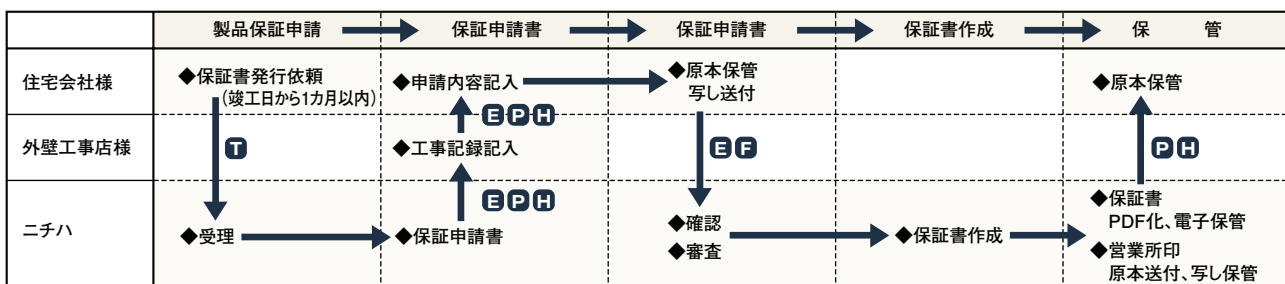 製品保証申請 保証申請書 保証申請書 保証書作成 保管
住宅会社様
◆保証書発行依頼
(竣工日から1カ月以内)
◆申請内容記入
◆原本保管
写し送付
◆原本保管
E P H
外壁工事店様
T
◆工事記録記入
E F
P H
E P H
ニチハ
◆受理
◆保証申請書
◆確認
◆審査
◆保証書作成
◆保証書
PDF化、電子保管
◆営業所印
原本送付、写し保管